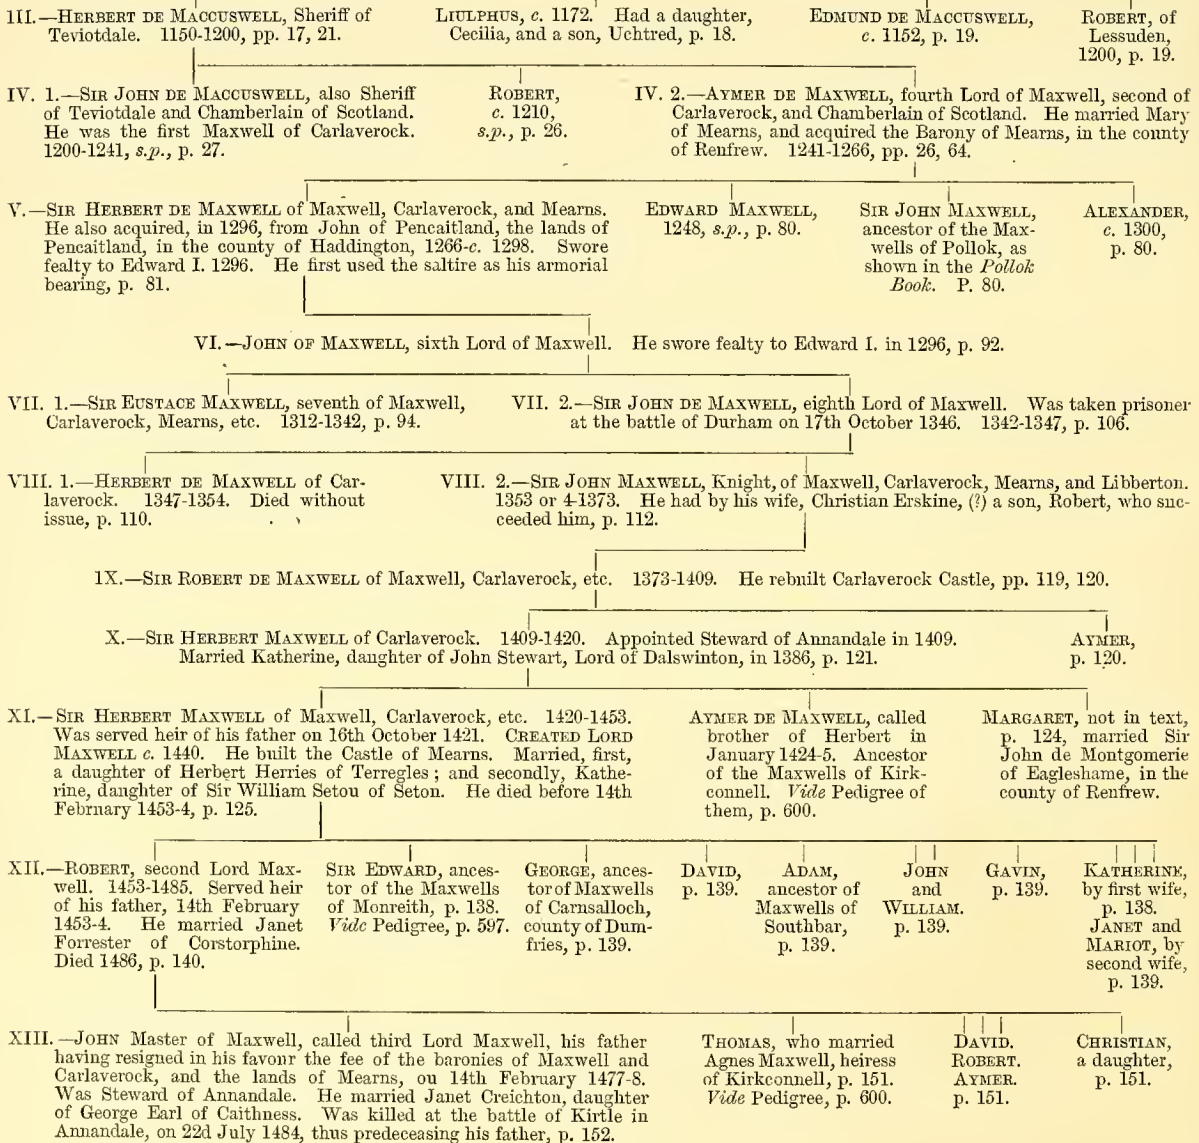 III.—HERBERT DE MACCUSWELL, Sheriff of
Teviotdale. 1150-1200, pp. 17, 21.
LIULPHUS, c. 1172. Had a daughter,
Cecilia, and a son, Uchtred, p. 18.
EDMUND DE MACCUSWELL,
c. 1152, p. 19.
ROBERT, of
Lessuden,
1200, p. 19.
IV. 1.—SIR JOHN DE MACCUSWELL, also Sheriff
of Teviotdale and Chamberlain of Scotland.
He was the first Maxwell of Carlaverock.
1200-1241, s.p., p. 27.
ROBERT,
c. 1210,
s.p., p. 26.
IV. 2.—AYMER DE MAXWELL, fourth Lord of Maxwell, second of
Carlaverock, and Chamberlain of Scotland. He married Mary
of Mearns, and acquired the Barony of Mearns, in the county
of Renfrew. 1241-1266, pp. 26, 64.
V.—SIR HERBERT DE MAXWELL of Maxwell, Carlaverock, and Mearns.
He also acquired, in 1296, from John of Pencaitland, the lands of
Pencaitland, in the county of Haddington, 1266-c. 1298. Swore
fealty to Edward I. 1296. He first used the saltire as his armorial
bearing, p. 81.
EDWARD MAXWELL,
1248, s.p., p. 80.
SIR JOHN MAXWELL,
ancestor of the Max-
wells of Pollok, as
shown in the Pollok
Book. P. 80.
ALEXANDER,
c. 1300,
p. 80.
VI.—JOHN OF MAXWELL, sixth Lord of Maxwell. He swore fealty to Edward I. in 1296, p. 92.
VII. 1.—SIR EUSTACE MAXWELL, seventh of Maxwell,
Carlaverock, Mearns, etc. 1312-1342, p. 94.
VII. 2.—SIR JOHN DE MAXWELL, eighth Lord of Maxwell. Was taken prisoner
at the battle of Durham on 17th October 1346. 1342-1347, p. 106.
VIII. 1.—HERBERT DE MAXWELL of Car-
laverock. 1347-1354. Died without
issue, p. 110.
VIII. 2.—SIR JOHN MAXWELL, Knight, of Maxwell, Carlaverock, Mearns, and Libberton.
1353 or 4-1373. He had by his wife, Christian Erskine, (?) a son, Robert, who suc-
ceeded him, p. 112.
IX.—SIR ROBERT DE MAXWELL of Maxwell, Carlaverock, etc. 1373-1409. He rebuilt Carlaverock Castle, pp. 119, 120.
X.—SIR HERBERT MAXWELL of Carlaverock. 1409-1420. Appointed Steward of Annandale in 1409.
Married Katherine, daughter of John Stewart, Lord of Dalswinton, in 1386, p. 121.
AYMER,
p. 120.
XI.—SIR HERBERT MAXWELL of Maxwell, Carlaverock, etc. 1420-1453.
Was served heir of his father on 16th October 1421. CREATED LORD
MAXWELL c. 1440. He built the Castle of Mearns. Married, first,
a daughter of Herbert Herries of Terregles; and secondly, Kathe-
rine, daughter of Sir William Setou of Seton. He died before 14th
February 1453-4, p. 125.
AYMER DE MAXWELL, called
brother of Herbert in
January 1424-5. Ancestor
of the Maxwells of Kirk-
connell. Vide Pedigree of
them, p. 600.
MARGARET, not in text,
p. 124, married Sir
John de Montgomerie
of Eagleshame, in the
county of Renfrew.
XII.—ROBERT, second Lord Max-
well. 1453-1485. Served heir
of his father, 14th February
1453-4. He married Janet
Forrester of Corstorphine.
Died 1486, p. 140.
SIR EDWARD, ances-
tor of the Maxwells
of Monreith, p. 138.
Vide Pedigree, p. 597.
GEORGE, ances-
tor of Maxwells
of Carnsalloch,
county of Dum-
fries, p. 139.
DAVID,
p. 139.
ADAM,
ancestor of
Maxwells of
Southbar,
p. 139.
JOHN
and
WILLIAM.
p. 139.
GAVIN,
p. 139.
KATHERINE,
by first wife,
p. 138.
JANET and
MARIOT, by
second wife,
p. 139.
XIII.—JOHN Master of Maxwell, called third Lord Maxwell, his father
having resigned in his favour the fee of the baronies of Maxwell and
Carlaverock, and the lands of Mearns, ou 14th February 1477-8.
Was Steward of Annandale. He married Janet Creichton, daughter
of George Earl of Caithness. Was killed at the battle of Kirtle in
Annandale, on 22d July 1484, thus predeceasing his father, p. 152.
THOMAS, who married
Agnes Maxwell, heiress
of Kirkconnell, p. 151.
Vide Pedigree, p. 600.
DAVID.
ROBERT.
AYMER.
p. 151.
CHRISTIAN,
a daughter,
p. 151.